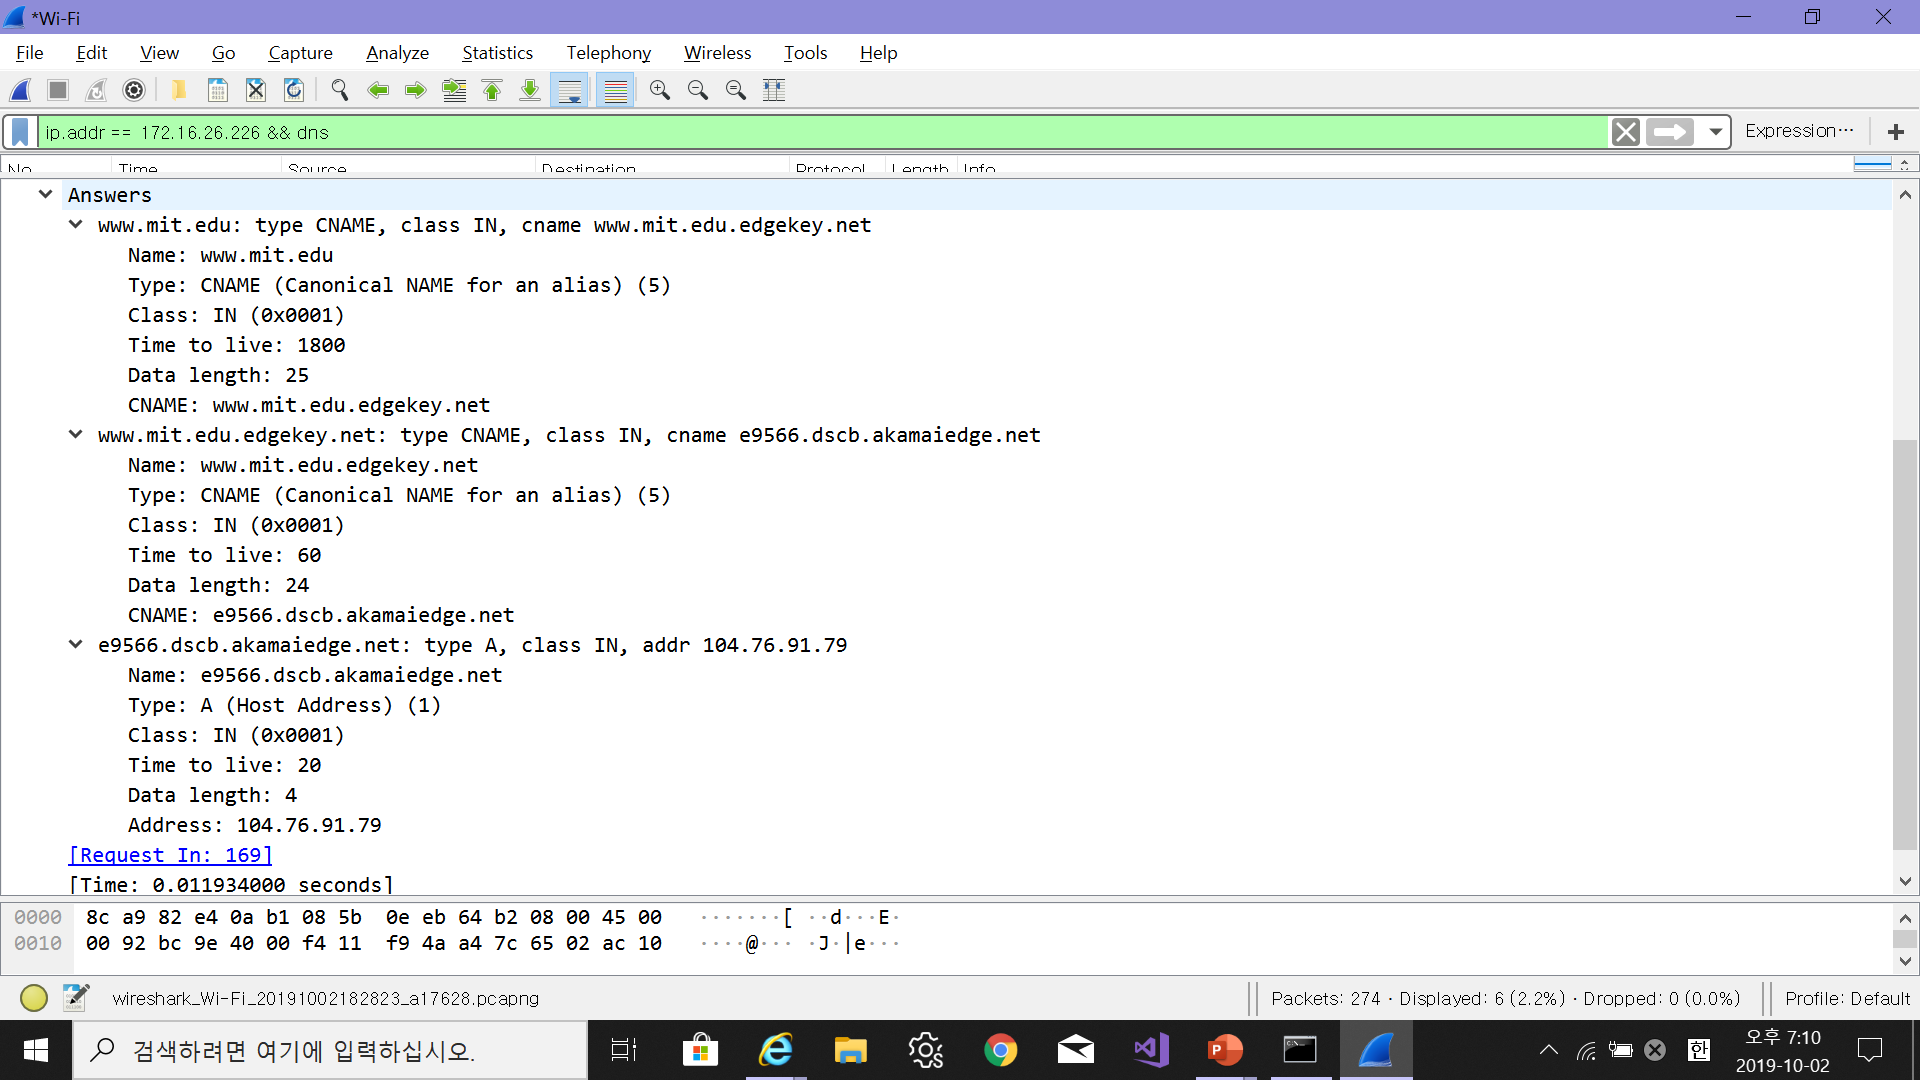 *Wi-Fi
File Edit View Go Capture Analyze Statistics Telephony Wireless Tools Help
ip.addr == 172.16.26.226 && dns
Expression…
No. Time Source Destination Protocol Length Info
Answers
www.mit.edu: type CNAME, class IN, cname www.mit.edu.edgekey.net
Name: www.mit.edu
Type: CNAME (Canonical NAME for an alias) (5)
Class: IN (0x0001)
Time to live: 1800
Data length: 25
CNAME: www.mit.edu.edgekey.net
www.mit.edu.edgekey.net: type CNAME, class IN, cname e9566.dscb.akamaiedge.net
Name: www.mit.edu.edgekey.net
Type: CNAME (Canonical NAME for an alias) (5)
Class: IN (0x0001)
Time to live: 60
Data length: 24
CNAME: e9566.dscb.akamaiedge.net
e9566.dscb.akamaiedge.net: type A, class IN, addr 104.76.91.79
Name: e9566.dscb.akamaiedge.net
Type: A (Host Address) (1)
Class: IN (0x0001)
Time to live: 20
Data length: 4
Address: 104.76.91.79
[Request In: 169]
[Time: 0.011934000 seconds]
0000 8c a9 82 e4 0a b1 08 5b 0e eb 64 b2 08 00 45 00 ·······[ ··d···E·
0010 00 92 bc 9e 40 00 f4 11 f9 4a a4 7c 65 02 ac 10 ····@··· ·J·|e···
wireshark_Wi-Fi_20191002182823_a17628.pcapng
Packets: 274 · Displayed: 6 (2.2%) · Dropped: 0 (0.0%)
Profile: Default
검색하려면 여기에 입력하십시오.
한
오후 7:10
2019-10-02